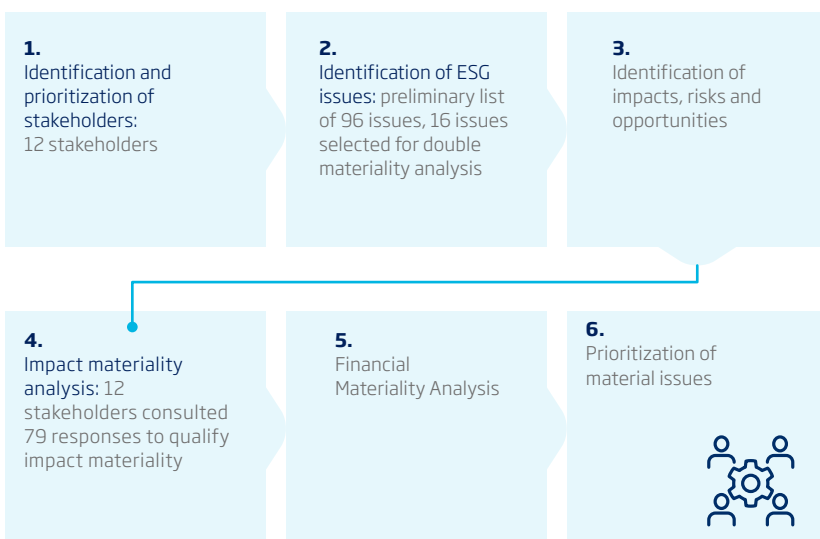 1.
Identification and
prioritization of
stakeholders:
12 stakeholders
2.
Identification of ESG
issues: preliminary list
of 96 issues, 16 issues
selected for double
materiality analysis
3.
Identification of
impacts, risks and
opportunities
4.
Impact materiality
analysis: 12
stakeholders consulted
79 responses to qualify
impact materiality
5.
Financial
Materiality Analysis
6.
Prioritization of
material issues